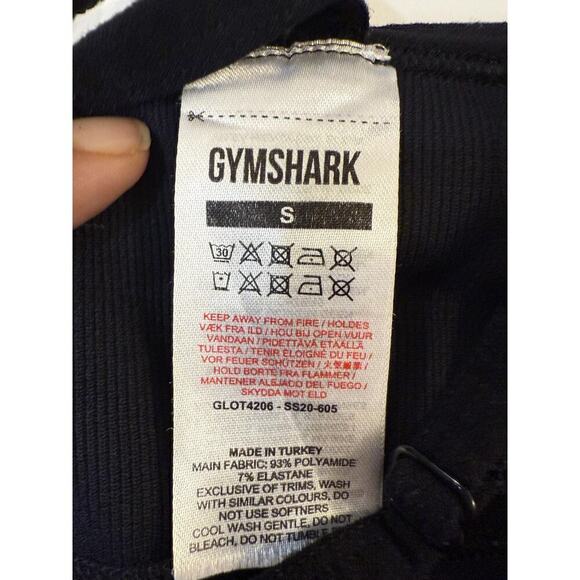 GYMSHARK
S
30
KEEP AWAY FROM FIRE / HOLDES
VÆK FRA ILD / HOU BIJ OPEN VUUR
VANDAAN / PIDETTÄVÄ ETÄÄLLÄ
TULESTA / TENIR ÉLOIGNÉ DU FEU /
VOR FEUER SCHÜTZEN / 火気厳禁 /
HOLD BORTE FRA FLAMMER /
MANTENER ALEJADO DEL FUEGO /
SKYDDA MOT ELD
GLOT4206 - SS20-605
MADE IN TURKEY
MAIN FABRIC: 93% POLYAMIDE
7% ELASTANE
EXCLUSIVE OF TRIMS, WASH
WITH SIMILAR COLOURS, DO
NOT USE SOFTNERS
COOL WASH GENTLE, DO NOT
BLEACH, DO NOT TUMBLE